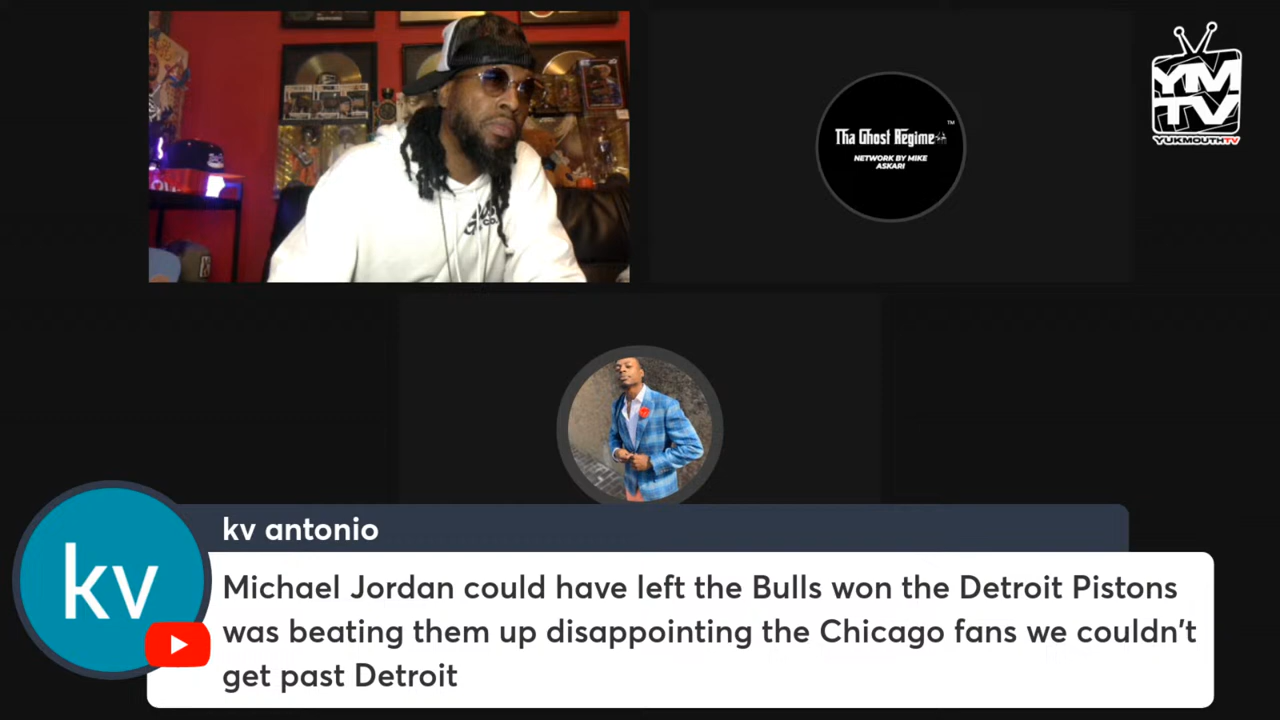 YM
TV
YUKMOUTHTV
Tha Ghost Regime
TM
NETWORK BY MIKE
ASKARI
kv antonio
kv
Michael Jordan could have left the Bulls won the Detroit Pistons
was beating them up disappointing the Chicago fans we couldn't
get past Detroit